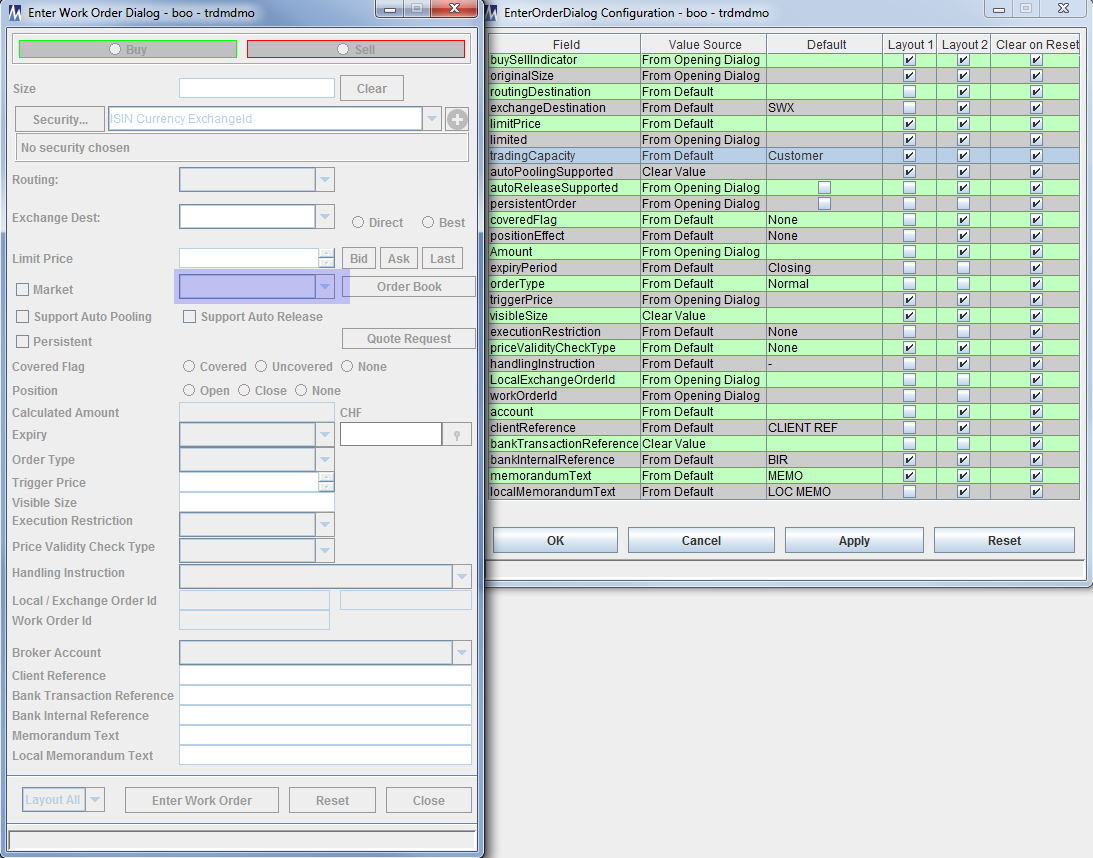 Enter Work Order Dialog - boo - trdmdmo
Buy Sell
Size Clear
Security... ISIN Currency ExchangeId
No security chosen
Routing:
Exchange Dest: Direct Best
Limit Price Bid Ask Last
Market Order Book
Support Auto Pooling Support Auto Release
Persistent Quote Request
Covered Flag Covered Uncovered None
Position Open Close None
Calculated Amount CHF
Expiry
Order Type
Trigger Price
Visible Size
Execution Restriction
Price Validity Check Type
Handling Instruction
Local / Exchange Order Id
Work Order Id
Broker Account
Client Reference
Bank Transaction Reference
Bank Internal Reference
Memorandum Text
Local Memorandum Text
Layout All Enter Work Order Reset Close
EnterOrderDialog Configuration - boo - trdmdmo
Field Value Source Default Layout 1 Layout 2 Clear on Reset
buySellIndicator From Opening Dialog
originalSize From Opening Dialog
routingDestination From Default
exchangeDestination From Default SWX
limitPrice From Default
limited From Opening Dialog
tradingCapacity From Default Customer
autoPoolingSupported Clear Value
autoReleaseSupported From Opening Dialog
persistentOrder From Opening Dialog
coveredFlag From Default None
positionEffect From Default None
Amount From Opening Dialog
expiryPeriod From Default Closing
orderType From Default Normal
triggerPrice From Opening Dialog
visibleSize Clear Value
executionRestriction From Default None
priceValidityCheckType From Default None
handlingInstruction From Default -
LocalExchangeOrderId From Opening Dialog
workOrderId From Opening Dialog
account From Default
clientReference From Default CLIENT REF
bankTransactionReference Clear Value
bankInternalReference From Default BIR
memorandumText From Default MEMO
localMemorandumText From Default LOC MEMO
OK Cancel Apply Reset